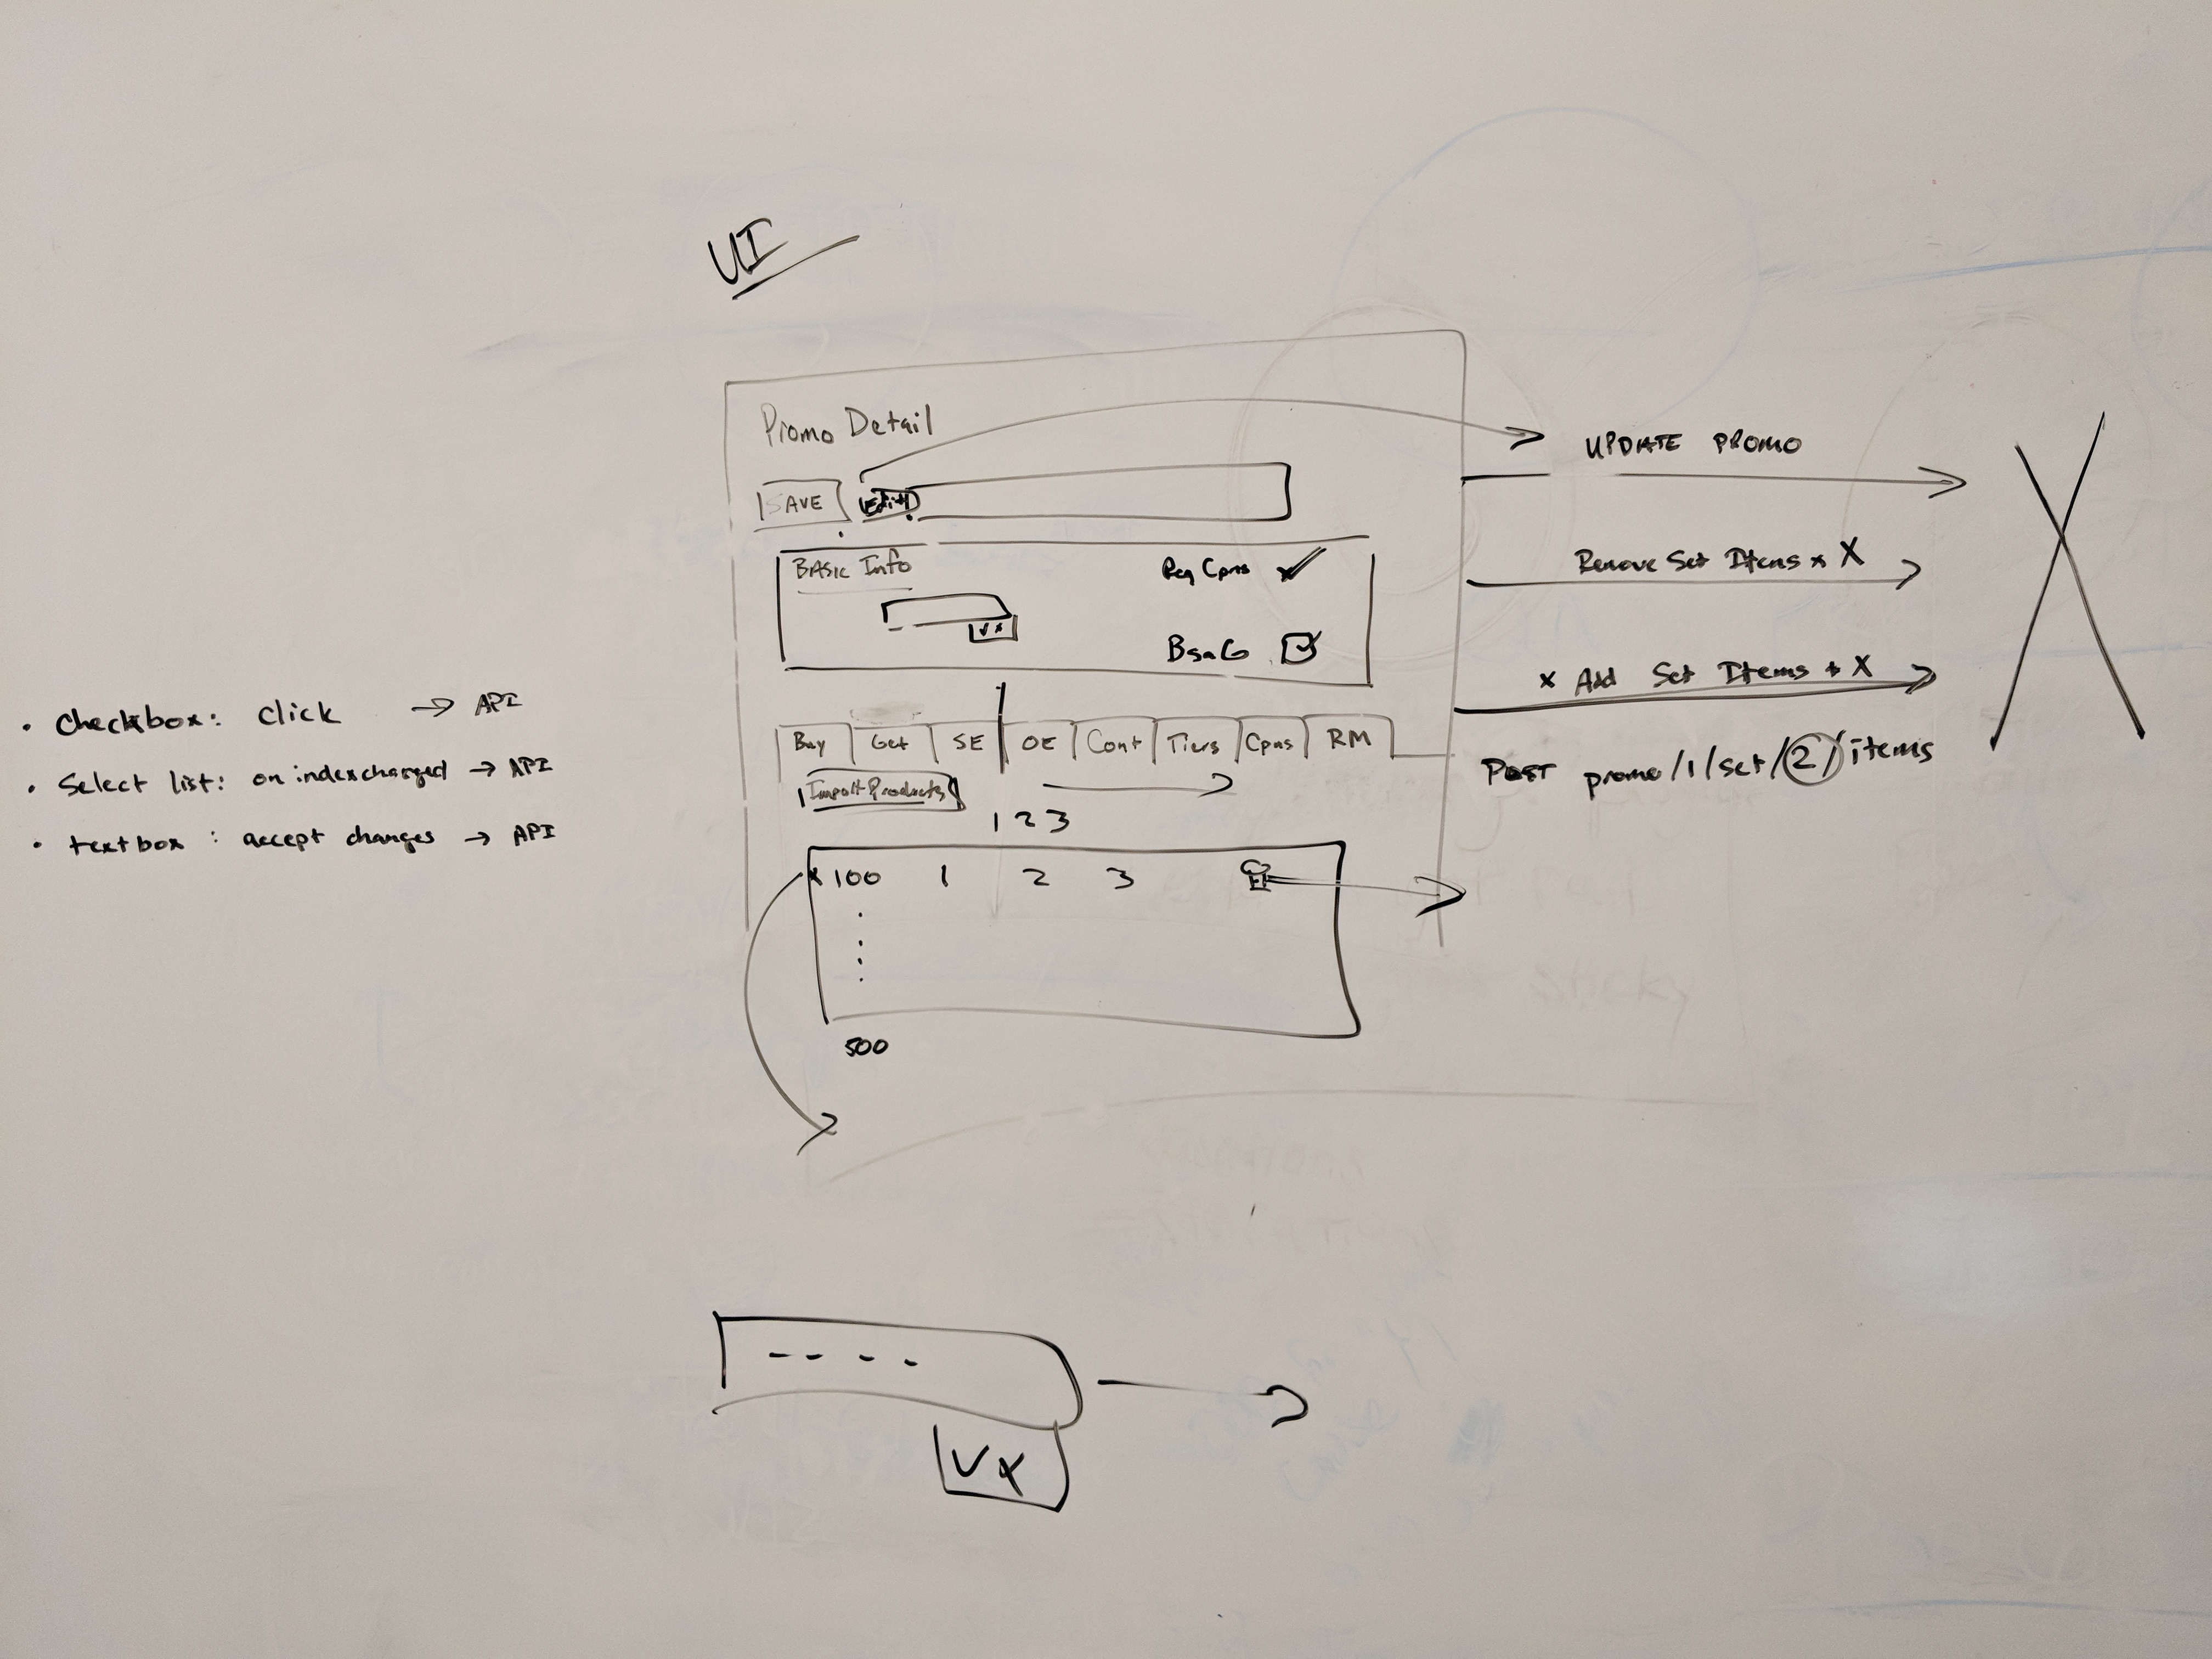 UI
Promo Detail
SAVE Edit
BASIC Info
Req Cpns
BsnG
Buy Get SE OE Cont Tiers Cpns RM
Import Products
1 2 3
x 100 1 2 3
500
UPDATE PROMO
Remove Set Items * X
x Add Set Items * X
POST promo/1/set/2/items
• Checkbox: Click → API
• Select list: on indexchanged → API
• textbox : accept changes → API
sticky